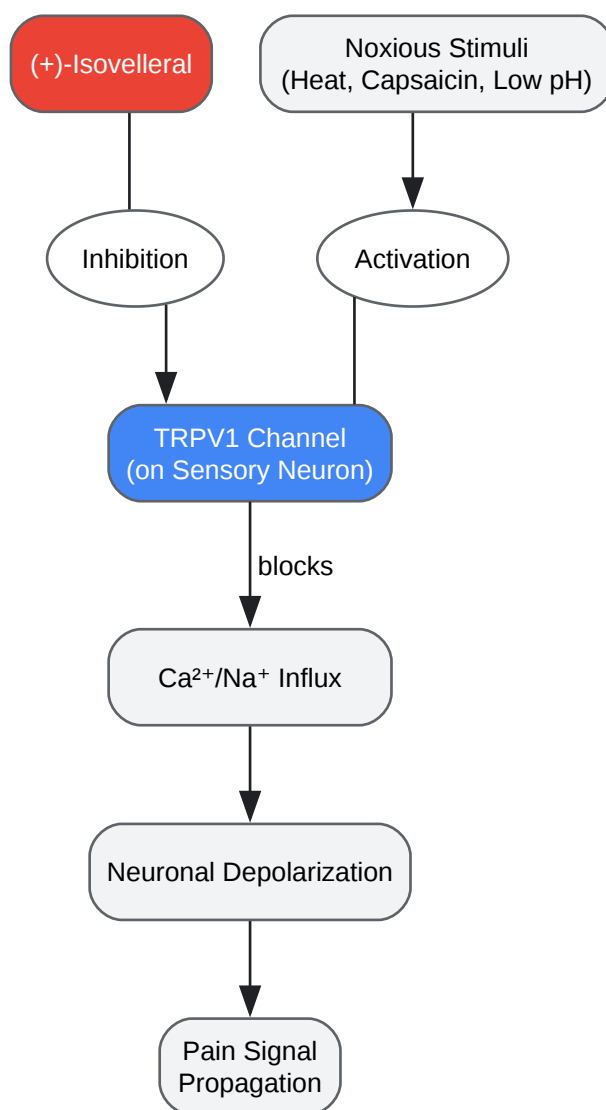 (+)-Isovelleral
Noxious Stimuli
(Heat, Capsaicin, Low pH)
Inhibition
Activation
TRPV1 Channel
(on Sensory Neuron)
blocks
Ca²⁺/Na⁺ Influx
Neuronal Depolarization
Pain Signal
Propagation